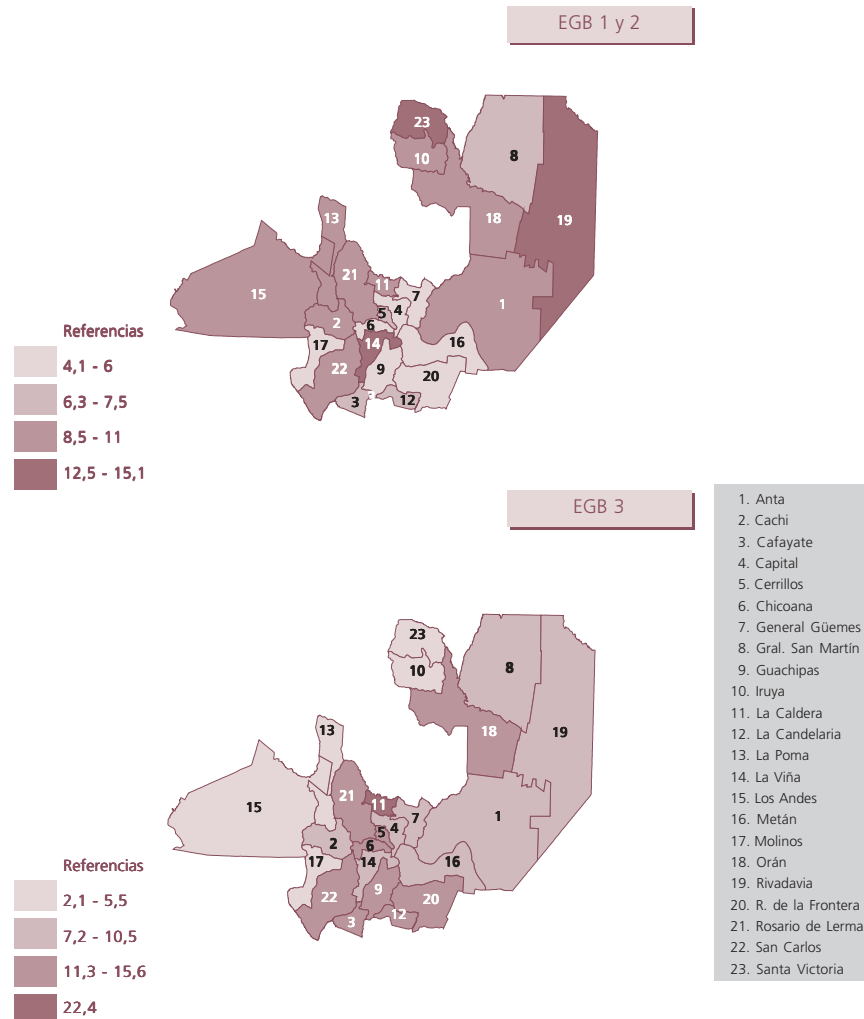 EGB 1 y 2
23
8
10
13
18
19
21
11
7
15
1
5
4
2
6
16
17
14
22
9
20
3
3
12
Referencias
4,1 - 6
6,3 - 7,5
8,5 - 11
12,5 - 15,1
EGB 3
23
8
10
13
18
19
21
11
15
7
1
5
4
2
6
17
14
16
22
9
20
3
12
Referencias
2,1 - 5,5
7,2 - 10,5
11,3 - 15,6
22,4
1. Anta
2. Cachi
3. Cafayate
4. Capital
5. Cerrillos
6. Chicoana
7. General Güemes
8. Gral. San Martín
9. Guachipas
10. Iruya
11. La Caldera
12. La Candelaria
13. La Poma
14. La Viña
15. Los Andes
16. Metán
17. Molinos
18. Orán
19. Rivadavia
20. R. de la Frontera
21. Rosario de Lerma
22. San Carlos
23. Santa Victoria